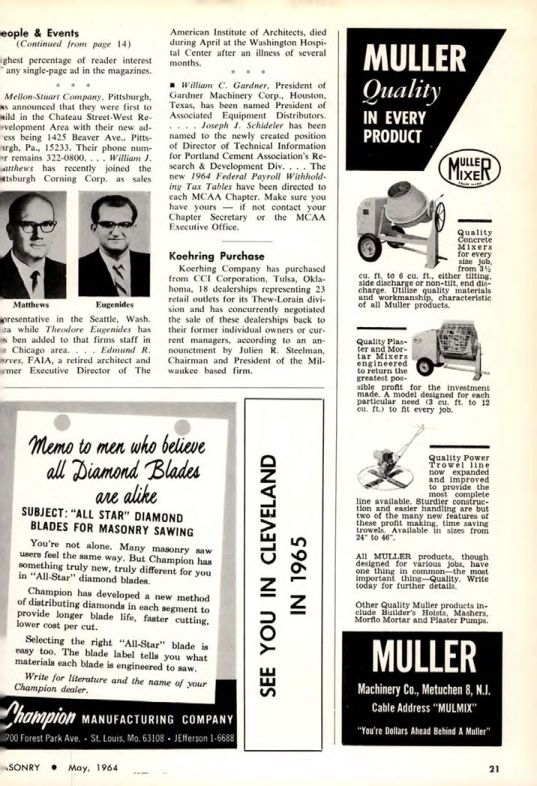 eople & Events
(Continued from page 14)
ghest percentage of reader interest
any single-page ad in the magazines.
* * *
Mellon-Stuart Company, Pittsburgh,
as announced that they were first to
uild in the Chateau Street-West Re-
evelopment Area with their new ad-
ess being 1425 Beaver Ave., Pitts-
urgh, Pa., 15233. Their phone num-
er remains 322-0800. . . . William J.
atthews has recently joined the
ttsburgh Corning Corp. as sales
Matthews Eugenides
presentative in the Seattle, Wash.
ea while Theodore Eugenides has
s ben added to that firms staff in
e Chicago area. . . . Edmund R.
rves, FAIA, a retired architect and
rmer Executive Director of The
American Institute of Architects, died
during April at the Washington Hospi-
tal Center after an illness of several
months.
* * *
■ William C. Gardner, President of
Gardner Machinery Corp., Houston,
Texas, has been named President of
Associated Equipment Distributors.
. . . . Joseph J. Schideler has been
named to the newly created position
of Director of Technical Information
for Portland Cement Association's Re-
search & Development Div. . . . The
new 1964 Federal Payroll Withhold-
ing Tax Tables have been directed to
each MCAA Chapter. Make sure you
have yours — if not contact your
Chapter Secretary or the MCAA
Executive Office.
Koehring Purchase
Koerhing Company has purchased
from CCI Corporation, Tulsa, Okla-
homa, 18 dealerships representing 23
retail outlets for its Thew-Lorain divi-
sion and has concurrently negotiated
the sale of these dealerships back to
their former individual owners or cur-
rent managers, according to an an-
nounctment by Julien R. Steelman,
Chairman and President of the Mil-
waukee based firm.
Memo to men who believe
all Diamond Blades
are alike
SUBJECT: "ALL STAR" DIAMOND
BLADES FOR MASONRY SAWING
You're not alone. Many masonry saw
users feel the same way. But Champion has
something truly new, truly different for you
in "All-Star" diamond blades.
Champion has developed a new method
of distributing diamonds in each segment to
provide longer blade life, faster cutting,
lower cost per cut.
Selecting the right "All-Star" blade is
easy too. The blade label tells you what
materials each blade is engineered to saw.
Write for literature and the name of your
Champion dealer.
Champion MANUFACTURING COMPANY
700 Forest Park Ave. • St. Louis, Mo. 63108 • JEfferson 1-6688
SEE YOU IN CLEVELAND
IN 1965
MULLER
Quality
IN EVERY
PRODUCT
MULLER
MIXER
TRADE MARK
Quality
Concrete
Mixers
for every
size job,
from 3½
cu. ft. to 6 cu. ft., either tilting,
side discharge or non-tilt, end dis-
charge. Utilize quality materials
and workmanship, characteristic
of all Muller products.
Quality Plas-
ter and Mor-
tar Mixers
engineered
to return the
greatest pos-
sible profit for the investment
made. A model designed for each
particular need (3 cu. ft. to 12
cu. ft.) to fit every job.
Quality Power
Trowel line
now expanded
and improved
to provide the
most complete
line available. Sturdier construc-
tion and easier handling are but
two of the many new features of
these profit making, time saving
trowels. Available in sizes from
24" to 46".
All MULLER products, though
designed for various jobs, have
one thing in common—the most
important thing—Quality. Write
today for further details.
Other Quality Muller products in-
clude Builder's Hoists, Mashers,
Morflo Mortar and Plaster Pumps.
MULLER
Machinery Co., Metuchen 8, N.J.
Cable Address "MULMIX"
"You're Dollars Ahead Behind A Muller"
ASONRY • May, 1964
21